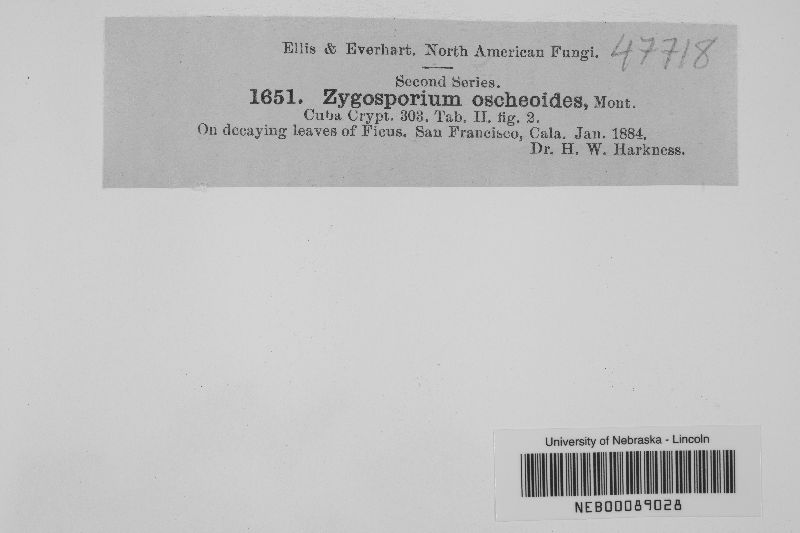 Ellis & Everhart, North American Fungi. 47718
Second Series.
1651. Zygosporium oscheoides, Mont.
Cuba Crypt. 303. Tab. II. fig. 2.
On decaying leaves of Ficus. San Francisco, Cala. Jan. 1884.
Dr. H. W. Harkness.
University of Nebraska - Lincoln
NEB00089028